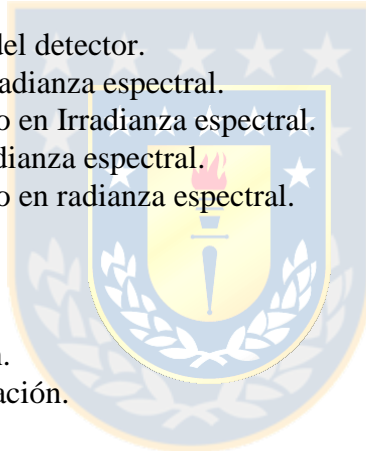 del detector.
adianza espectral.
o en Irradianza espectral.
dianza espectral.
o en radianza espectral.
ación.